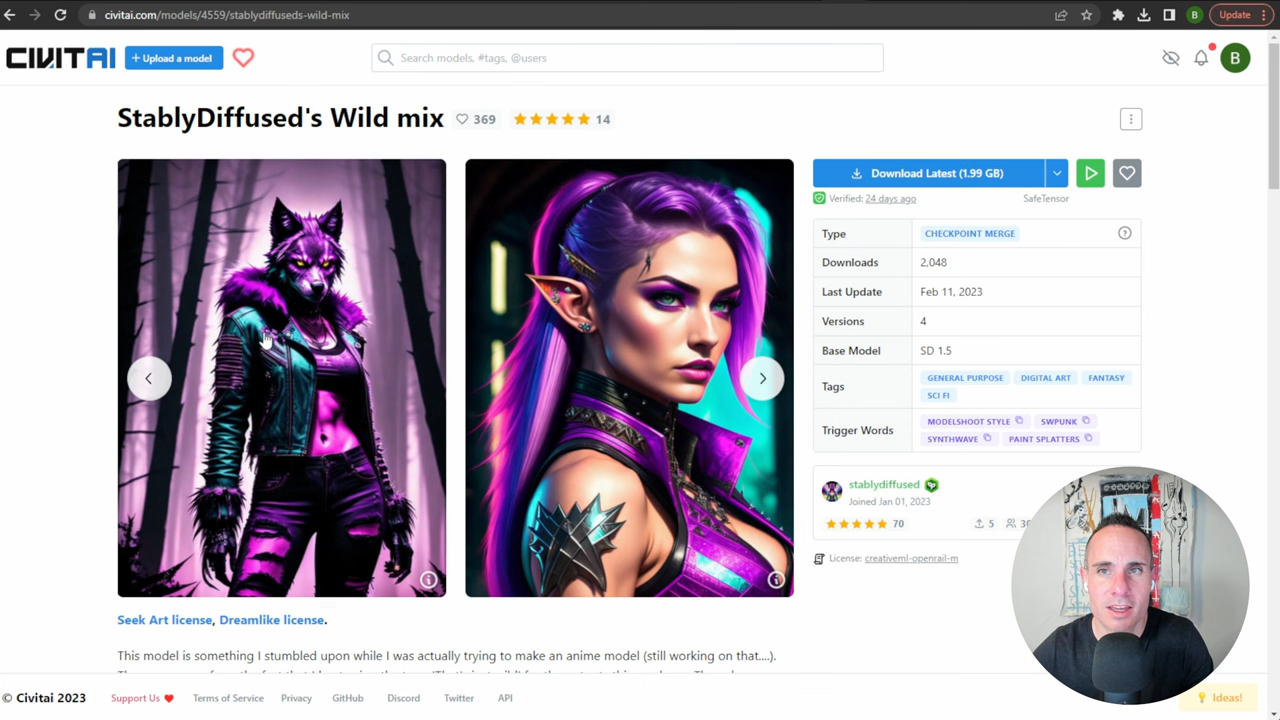 civitai.com/models/4559/stablydiffuseds-wild-mix
B
Update
CIVITAI
+ Upload a model
Search models, #tags, @users
B
StablyDiffused's Wild mix
369
14
Download Latest (1.99 GB)
Verified: 24 days ago
SafeTensor
Type
CHECKPOINT MERGE
Downloads
2,048
Last Update
Feb 11, 2023
Versions
4
Base Model
SD 1.5
Tags
GENERAL PURPOSE DIGITAL ART FANTASY
SCI FI
Trigger Words
MODELSHOOT STYLE SWPUNK
SYNTHWAVE PAINT SPLATTERS
stablydiffused
Joined Jan 01, 2023
70
5
License: creativeml-openrail-m
Seek Art license, Dreamlike license.
This model is something I stumbled upon while I was actually trying to make an anime model (still working on that....).
© Civitai 2023
Support Us
Terms of Service
Privacy
GitHub
Discord
Twitter
API
Ideas!